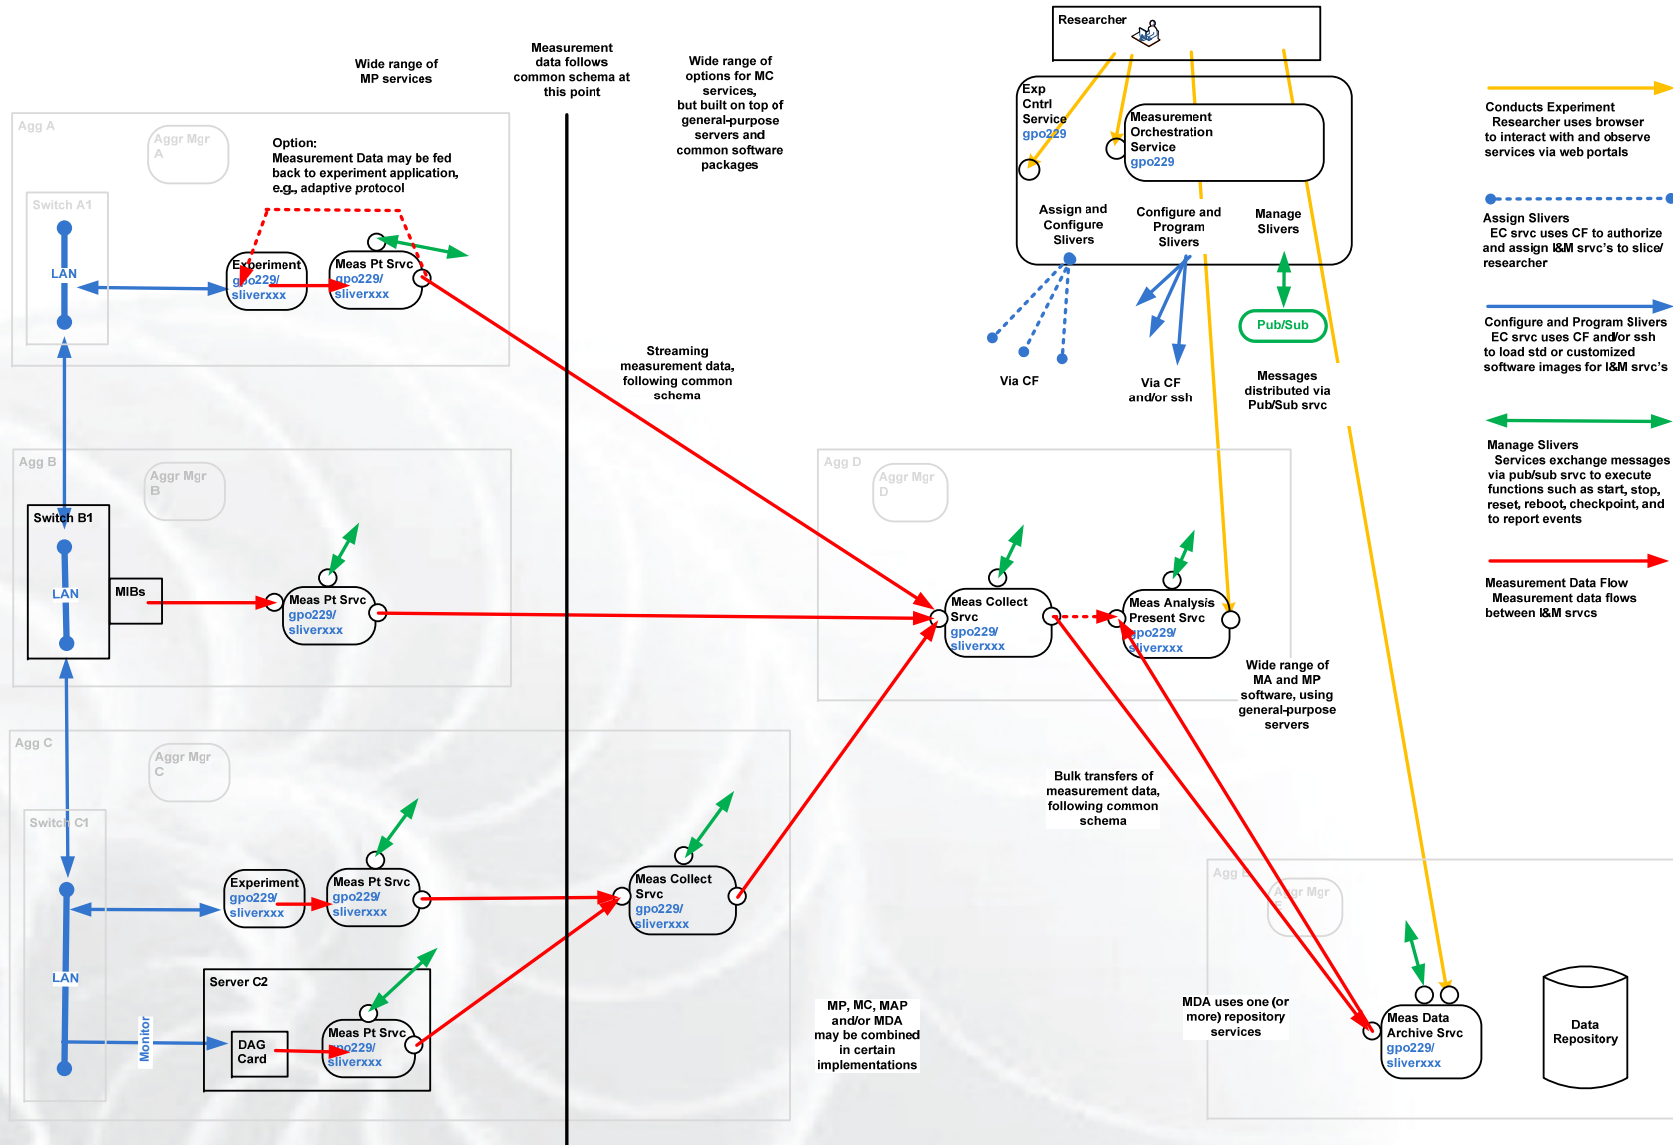 Researcher
Wide range of
MP services
Measurement
data follows
common schema at
this point
Wide range of
options for MC
services,
but built on top of
general-purpose
servers and
common software
packages
Exp
Cntrl
Service
gpo229
Measurement
Orchestration
Service
gpo229
Assign and
Configure
Slivers
Configure and
Program
Slivers
Manage
Slivers
Pub/Sub
Via CF
Via CF
and/or ssh
Messages
distributed via
Pub/Sub srvc
Conducts Experiment
Researcher uses browser
to interact with and observe
services via web portals
Assign Slivers
EC srvc uses CF to authorize
and assign I&M srvc's to slice/
researcher
Configure and Program Slivers
EC srvc uses CF and/or ssh
to load std or customized
software images for I&M srvc's
Manage Slivers
Services exchange messages
via pub/sub srvc to execute
functions such as start, stop,
reset, reboot, checkpoint, and
to report events
Measurement Data Flow
Measurement data flows
between I&M srvcs
Agg A
Aggr Mgr
A
Option:
Measurement Data may be fed
back to experiment application,
e.g., adaptive protocol
Switch A1
LAN
Experiment
gpo229/
sliverxxx
Meas Pt Srvc
gpo229/
sliverxxx
Streaming
measurement data,
following common
schema
Agg B
Aggr Mgr
B
Switch B1
LAN
MIBs
Meas Pt Srvc
gpo229/
sliverxxx
Agg D
Aggr Mgr
D
Meas Collect
Srvc
gpo229/
sliverxxx
Meas Analysis
Present Srvc
gpo229/
sliverxxx
Wide range of
MA and MP
software, using
general-purpose
servers
Agg C
Aggr Mgr
C
Switch C1
LAN
Experiment
gpo229/
sliverxxx
Meas Pt Srvc
gpo229/
sliverxxx
Meas Collect
Srvc
gpo229/
sliverxxx
Bulk transfers of
measurement data,
following common
schema
Server C2
Monitor
DAG
Card
Meas Pt Srvc
gpo229/
sliverxxx
MP, MC, MAP
and/or MDA
may be combined
in certain
implementations
MDA uses one (or
more) repository
services
Agg E
Aggr Mgr
E
Meas Data
Archive Srvc
gpo229/
sliverxxx
Data
Repository